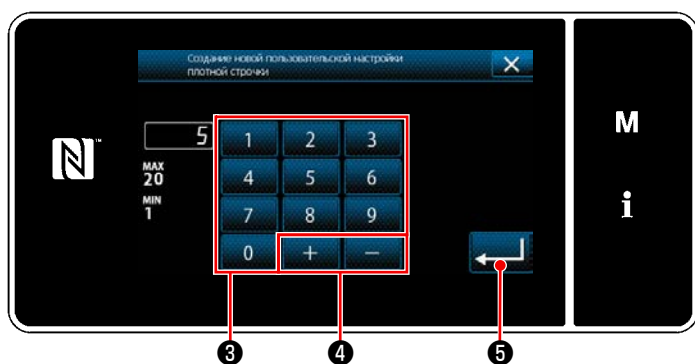 Создание новой пользовательской настройки
плотной строчки
5
MAX
20
MIN
1
1 2 3
4 5 6
7 8 9
0 + −
M
i
N™
❸ ❹ ❺